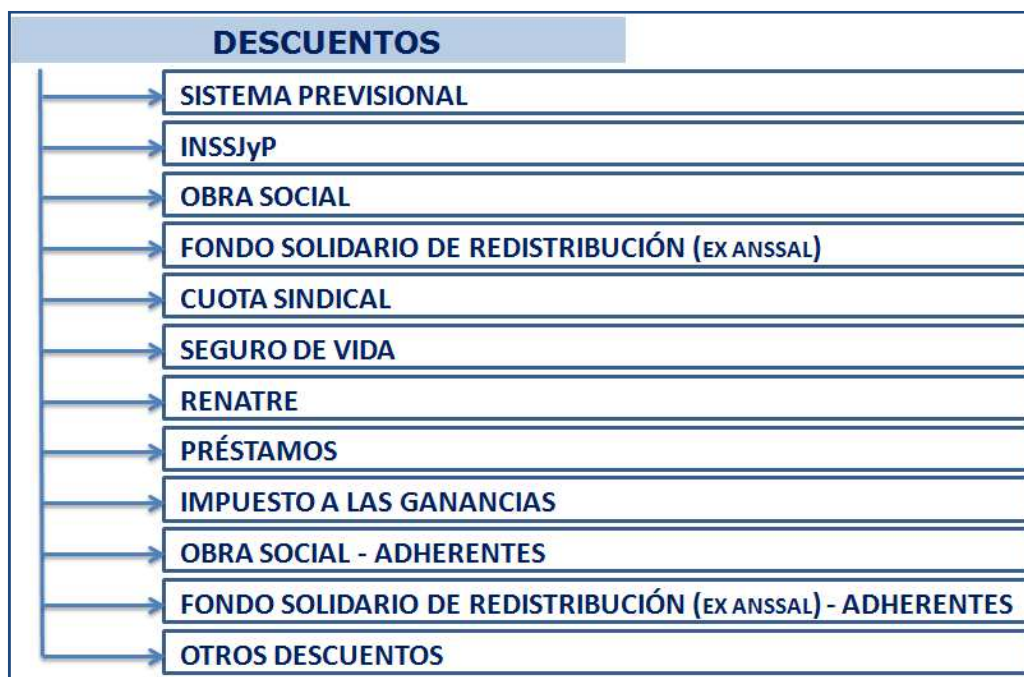 DESCUENTOS
SISTEMA PREVISIONAL
INSSJyP
OBRA SOCIAL
FONDO SOLIDARIO DE REDISTRIBUCIÓN (EX ANSSAL)
CUOTA SINDICAL
SEGURO DE VIDA
RENATRE
PRÉSTAMOS
IMPUESTO A LAS GANANCIAS
OBRA SOCIAL - ADHERENTES
FONDO SOLIDARIO DE REDISTRIBUCIÓN (EX ANSSAL) - ADHERENTES
OTROS DESCUENTOS